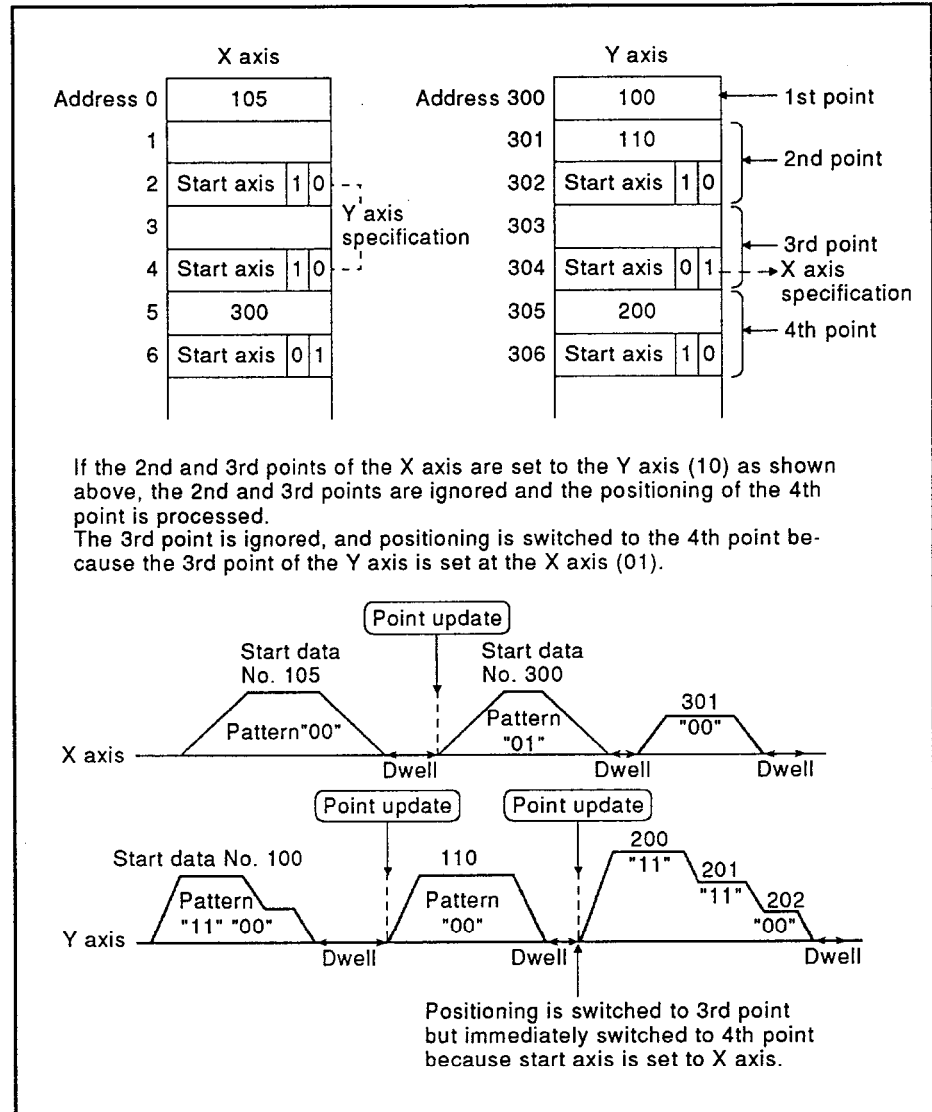 X axis
Y axis
Address 0
105
Address 300
100
1st point
1
301
110
2nd point
2
Start axis 1 0
302
Start axis 1 0
Y axis
specification
3
303
3rd point
4
Start axis 1 0
304
Start axis 0 1
X axis
specification
5
300
305
200
4th point
6
Start axis 0 1
306
Start axis 1 0
If the 2nd and 3rd points of the X axis are set to the Y axis (10) as shown
above, the 2nd and 3rd points are ignored and the positioning of the 4th
point is processed.
The 3rd point is ignored, and positioning is switched to the 4th point be-
cause the 3rd point of the Y axis is set at the X axis (01).
Point update
Start data
No. 105
Start data
No. 300
301
"00"
Pattern"00"
Pattern
"01"
X axis
Dwell
Dwell
Dwell
Point update
Point update
Start data No. 100
110
200
"11"
201
"11"
202
"00"
Pattern
"11" "00"
Pattern
"00"
Y axis
Dwell
Dwell
Dwell
Positioning is switched to 3rd point
but immediately switched to 4th point
because start axis is set to X axis.